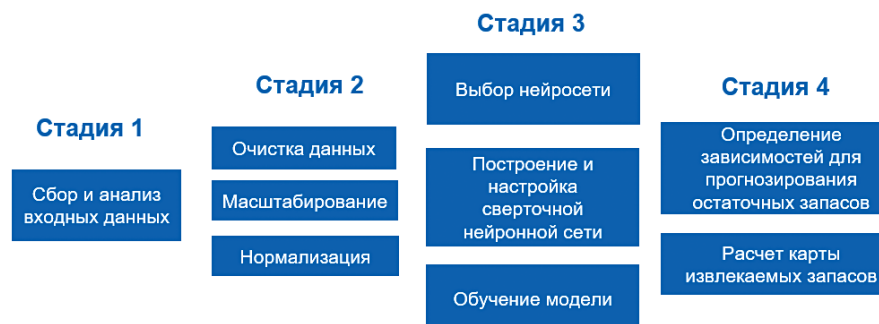 Стадия 1
Сбор и анализ
входных данных
Стадия 2
Очистка данных
Масштабирование
Нормализация
Стадия 3
Выбор нейросети
Построение и
настройка
сверточной
нейронной сети
Обучение модели
Стадия 4
Определение
зависимостей для
прогнозирования
остаточных запасов
Расчет карты
извлекаемых запасов